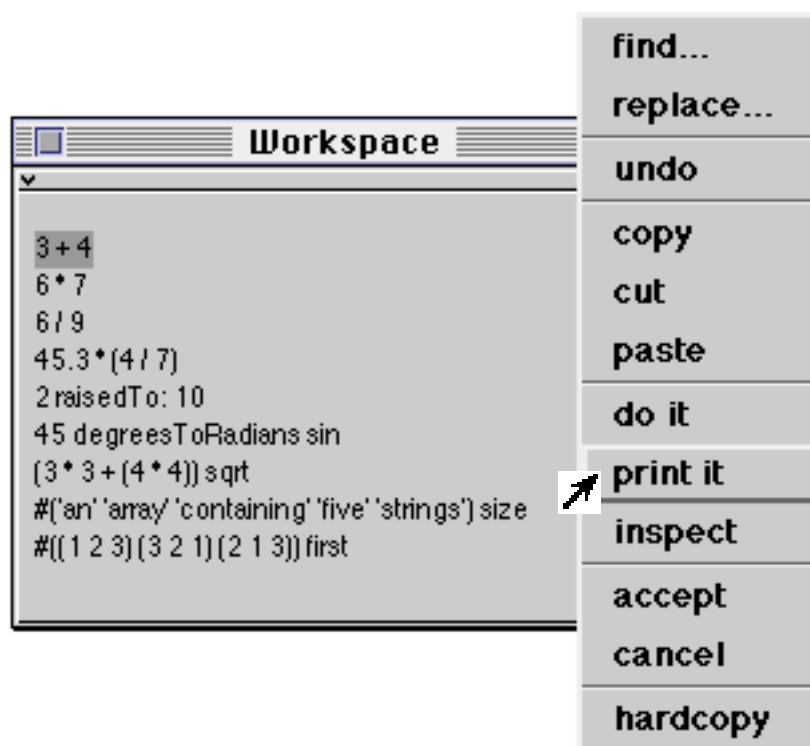 Workspace
3 + 4
6 * 7
6 / 9
45.3 * (4 / 7)
2 raisedTo: 10
45 degreesToRadians sin
(3 * 3 + (4 * 4)) sqrt
#('an' 'array' 'containing' 'five' 'strings') size
#((1 2 3) (3 2 1) (2 1 3)) first
find...
replace...
undo
copy
cut
paste
do it
print it
inspect
accept
cancel
hardcopy